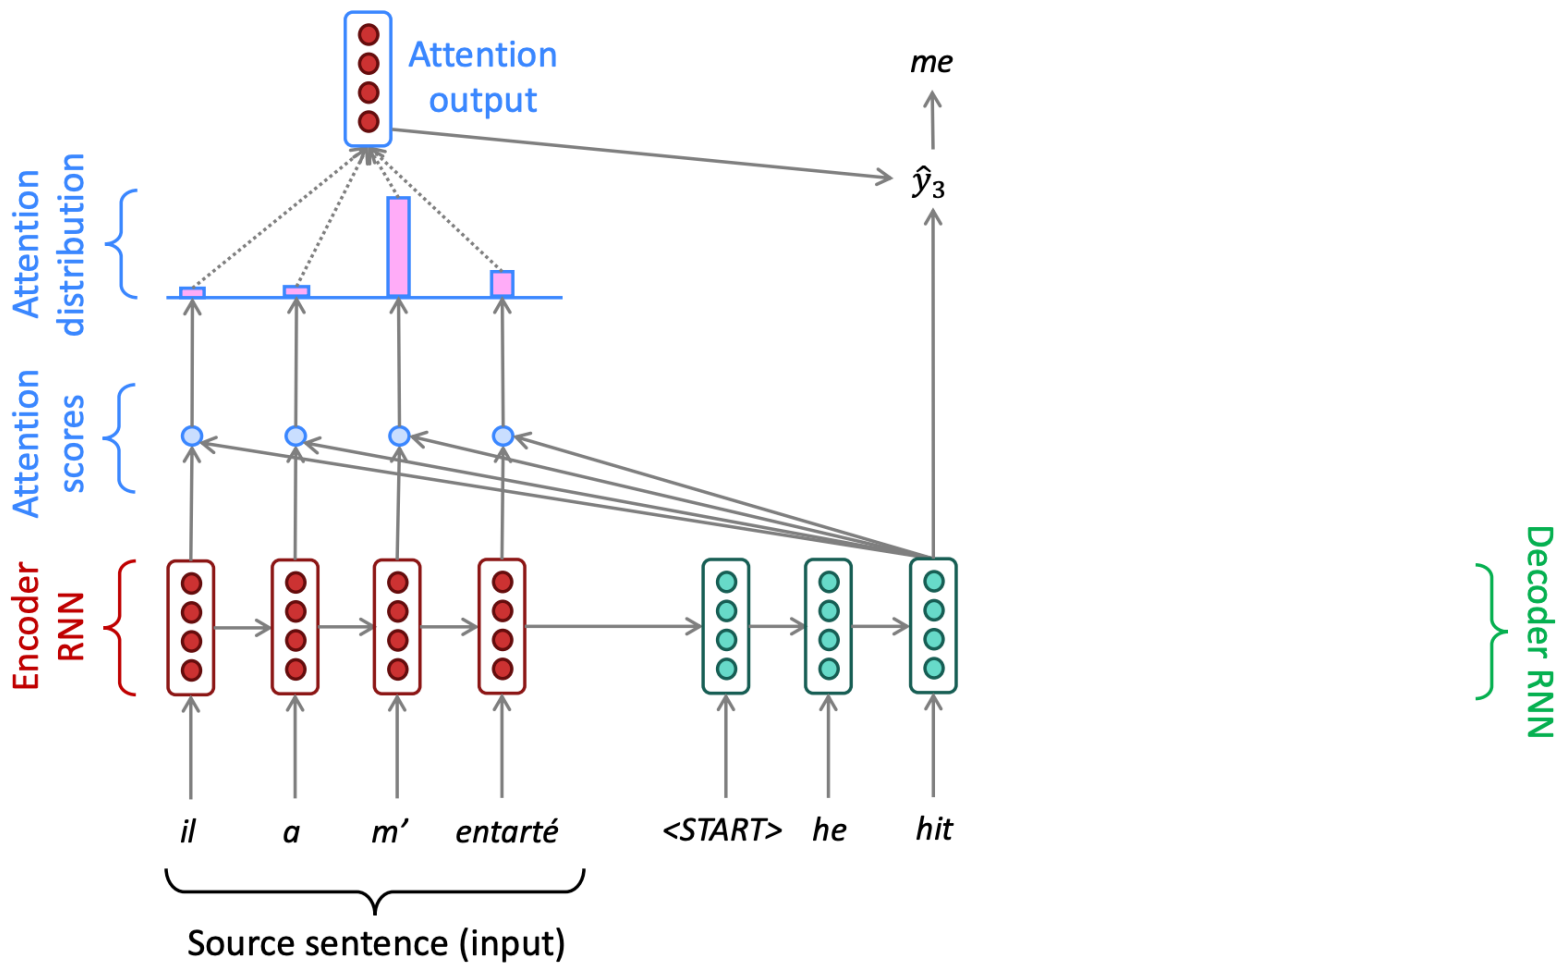 Attention
output
me
ŷ₃
Attention
distribution
Attention
scores
Encoder
RNN
Decoder RNN
il a m’ entarté <START> he hit
Source sentence (input)